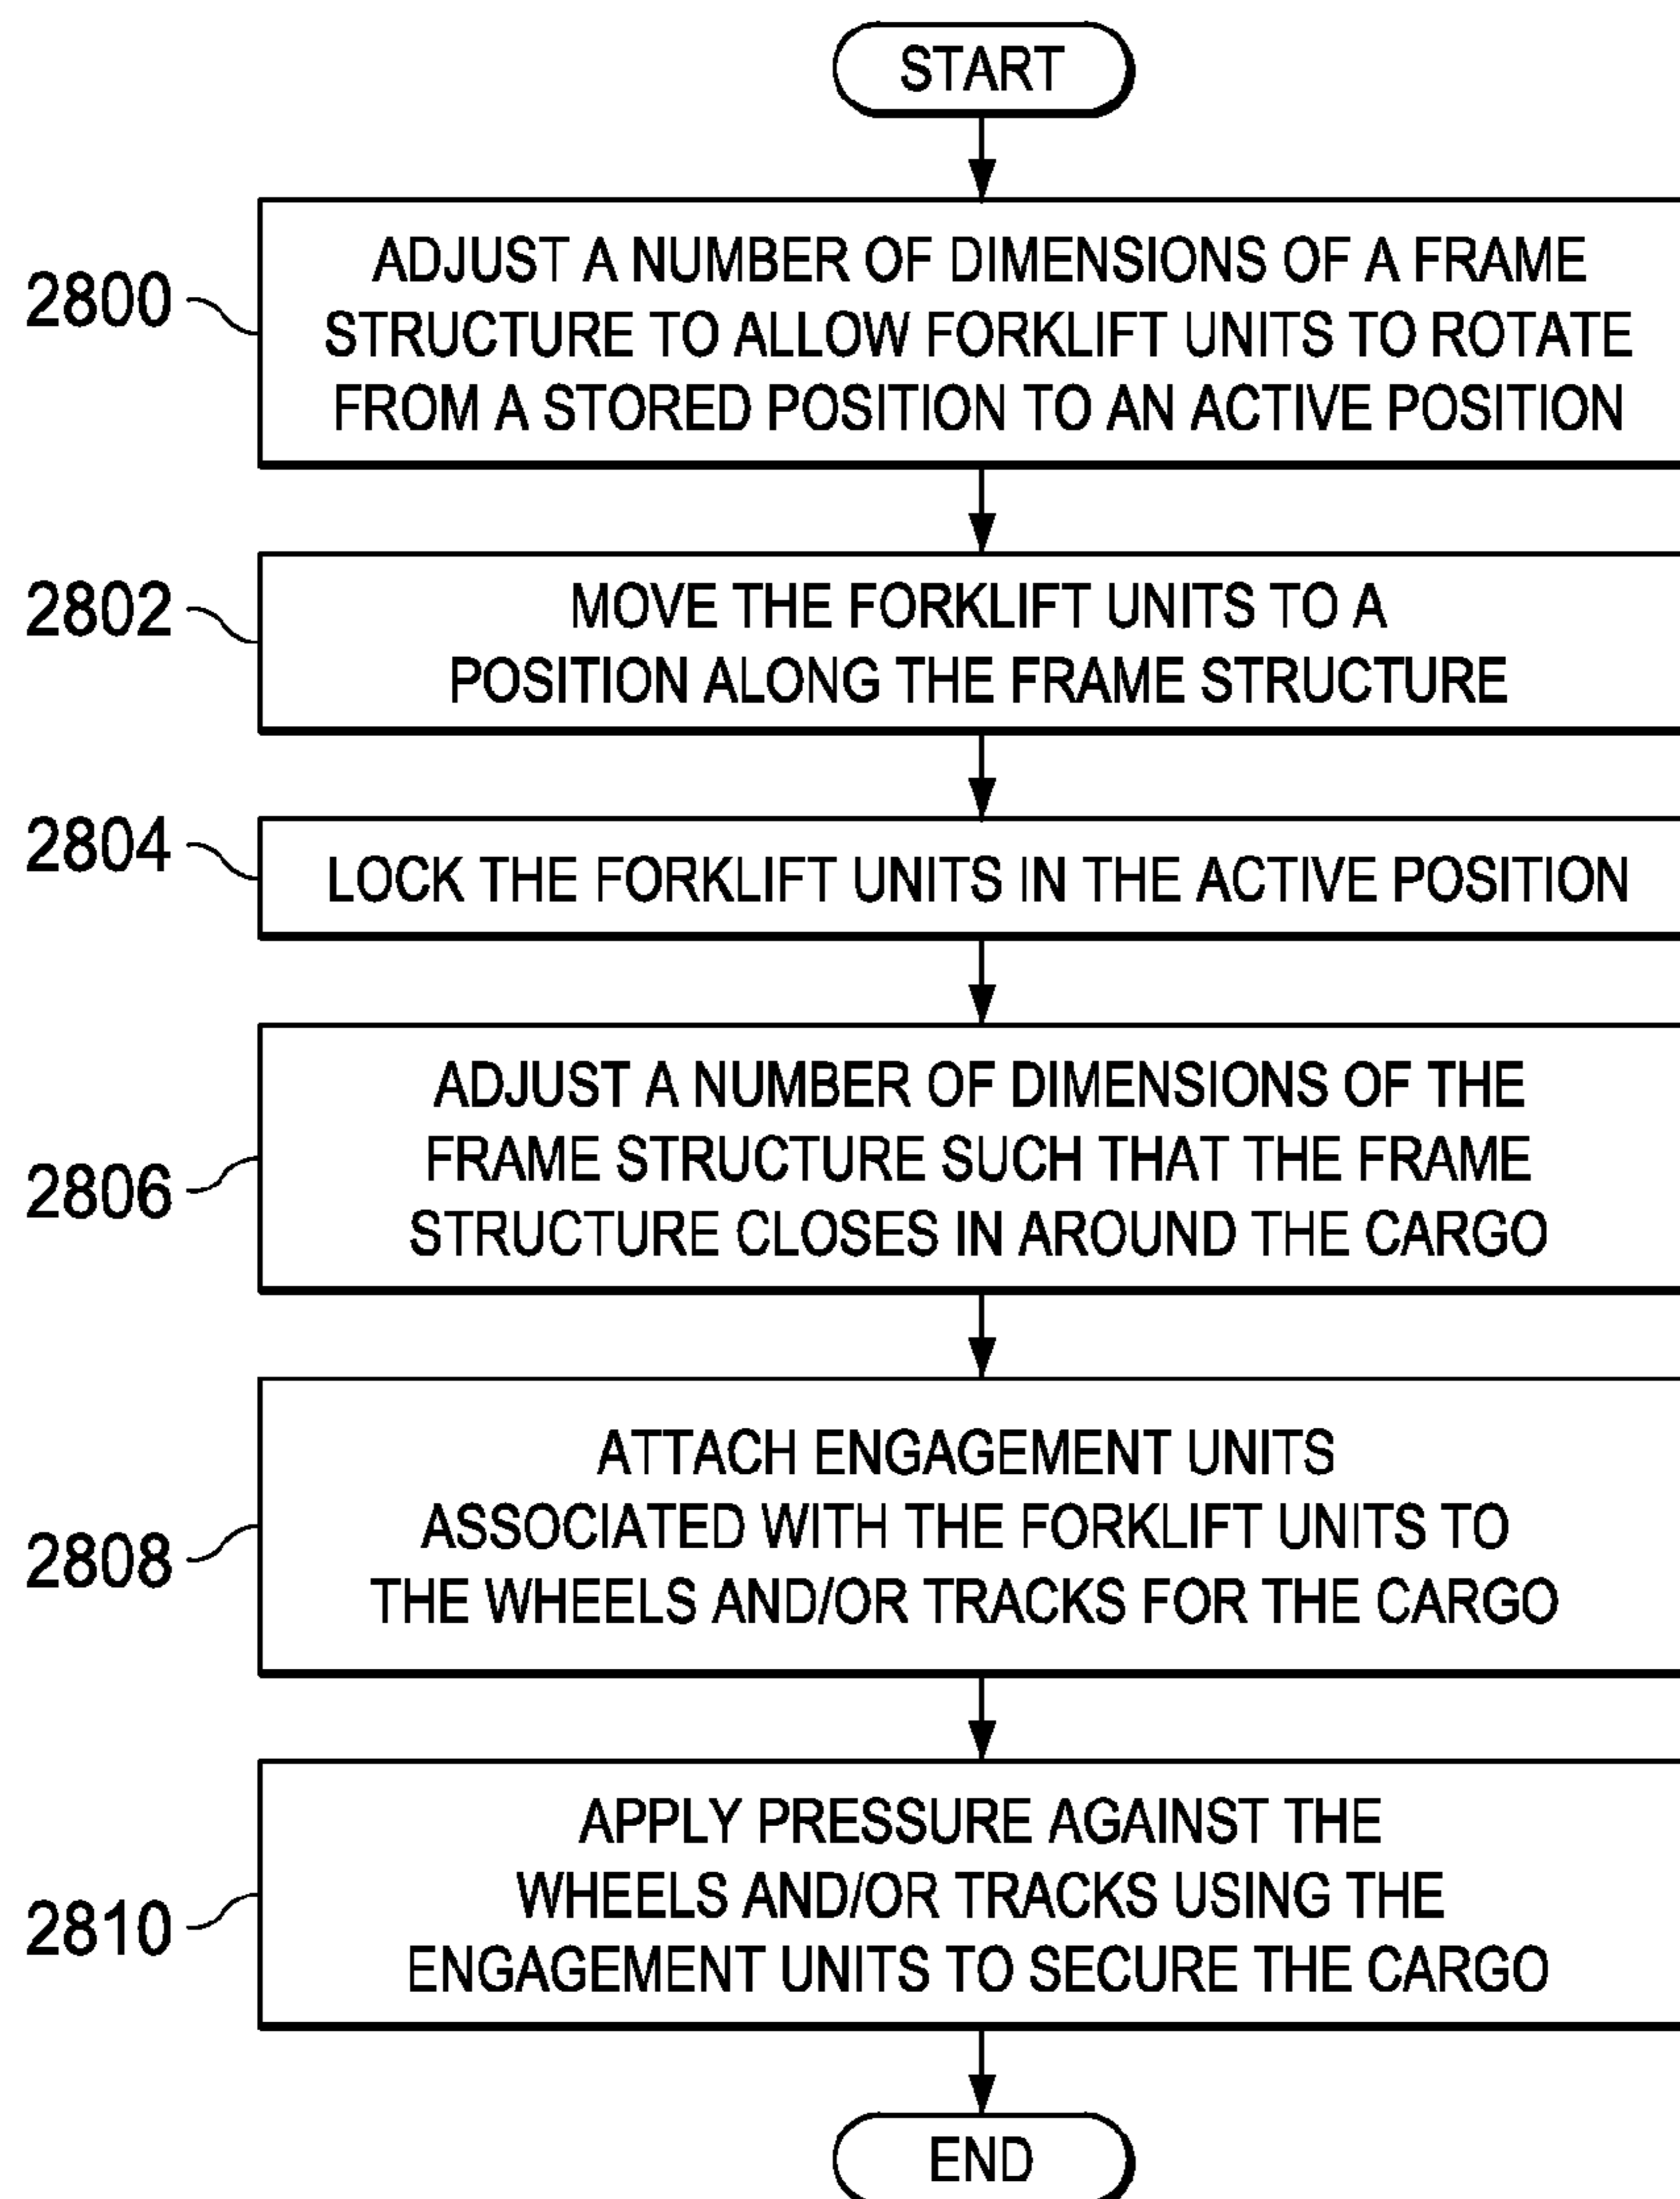 START
2800
ADJUST A NUMBER OF DIMENSIONS OF A FRAME
STRUCTURE TO ALLOW FORKLIFT UNITS TO ROTATE
FROM A STORED POSITION TO AN ACTIVE POSITION
2802
MOVE THE FORKLIFT UNITS TO A
POSITION ALONG THE FRAME STRUCTURE
2804
LOCK THE FORKLIFT UNITS IN THE ACTIVE POSITION
2806
ADJUST A NUMBER OF DIMENSIONS OF THE
FRAME STRUCTURE SUCH THAT THE FRAME
STRUCTURE CLOSES IN AROUND THE CARGO
2808
ATTACH ENGAGEMENT UNITS
ASSOCIATED WITH THE FORKLIFT UNITS TO
THE WHEELS AND/OR TRACKS FOR THE CARGO
2810
APPLY PRESSURE AGAINST THE
WHEELS AND/OR TRACKS USING THE
ENGAGEMENT UNITS TO SECURE THE CARGO
END